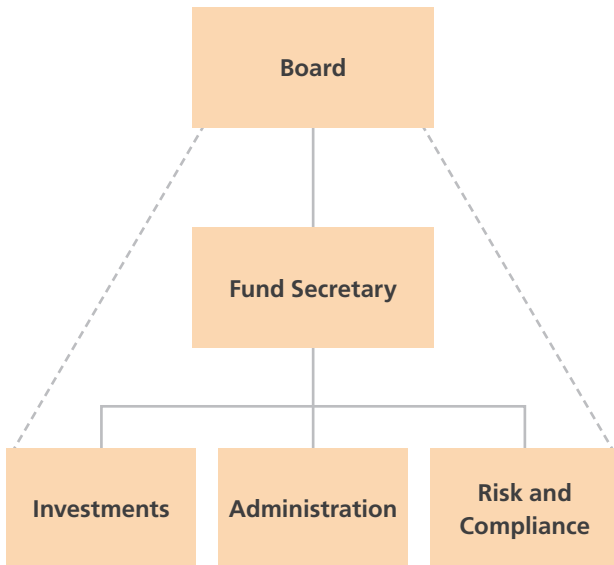 Board
Fund Secretary
Investments
Administration
Risk and
Compliance